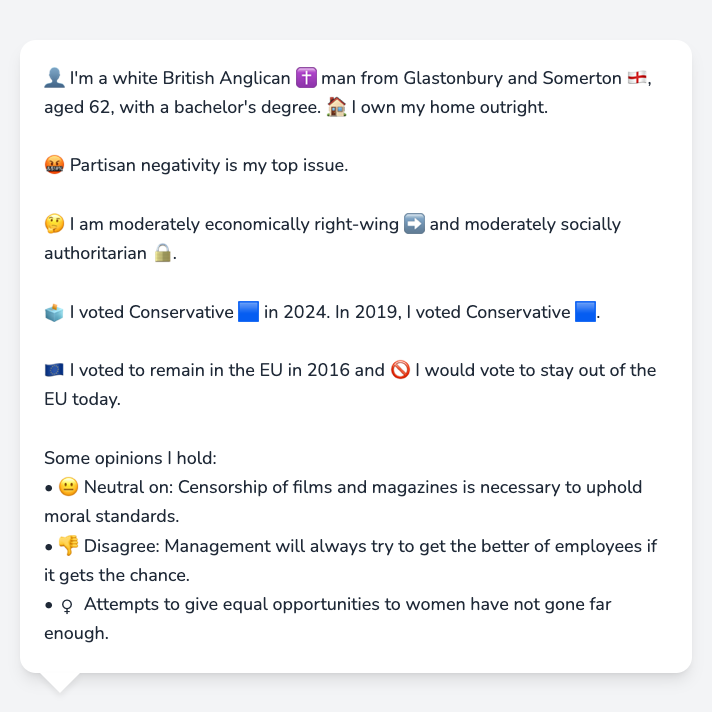 👤 I'm a white British Anglican ✝️ man from Glastonbury and Somerton 🏴󠁧󠁢󠁥󠁮󠁧󠁿,
aged 62, with a bachelor's degree. 🏠 I own my home outright.
🤬 Partisan negativity is my top issue.
🤔 I am moderately economically right-wing ➡️ and moderately socially
authoritarian 🔒.
🗳️ I voted Conservative 🟦 in 2024. In 2019, I voted Conservative 🟦.
🇪🇺 I voted to remain in the EU in 2016 and 🚫 I would vote to stay out of the
EU today.
Some opinions I hold:
• 😐 Neutral on: Censorship of films and magazines is necessary to uphold
moral standards.
• 👎 Disagree: Management will always try to get the better of employees if
it gets the chance.
• ♀ Attempts to give equal opportunities to women have not gone far
enough.